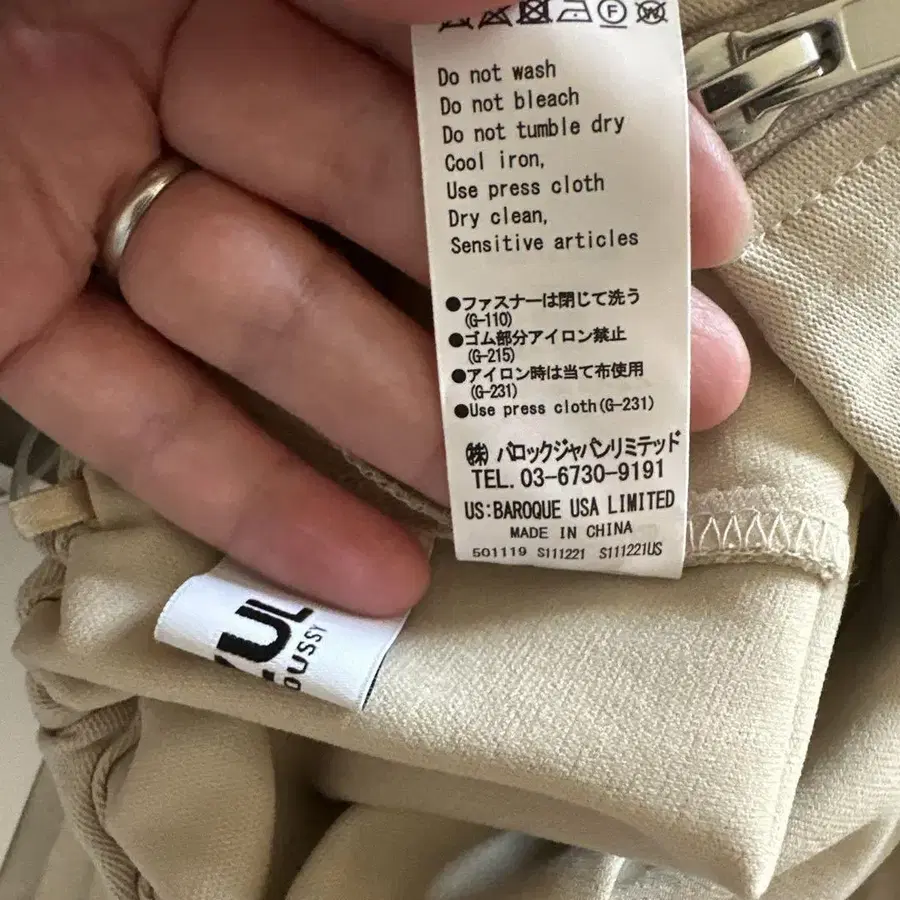 Do not wash
Do not bleach
Do not tumble dry
Cool iron,
Use press cloth
Dry clean,
Sensitive articles
●ファスナーは閉じて洗う
(G-110)
●ゴム部分アイロン禁止
(G-215)
●アイロン時は当て布使用
(G-231)
●Use press cloth(G-231)
㈱ バロックジャパンリミテッド
TEL. 03-6730-9191
US:BAROQUE USA LIMITED
MADE IN CHINA
501119 S111221 S111221US